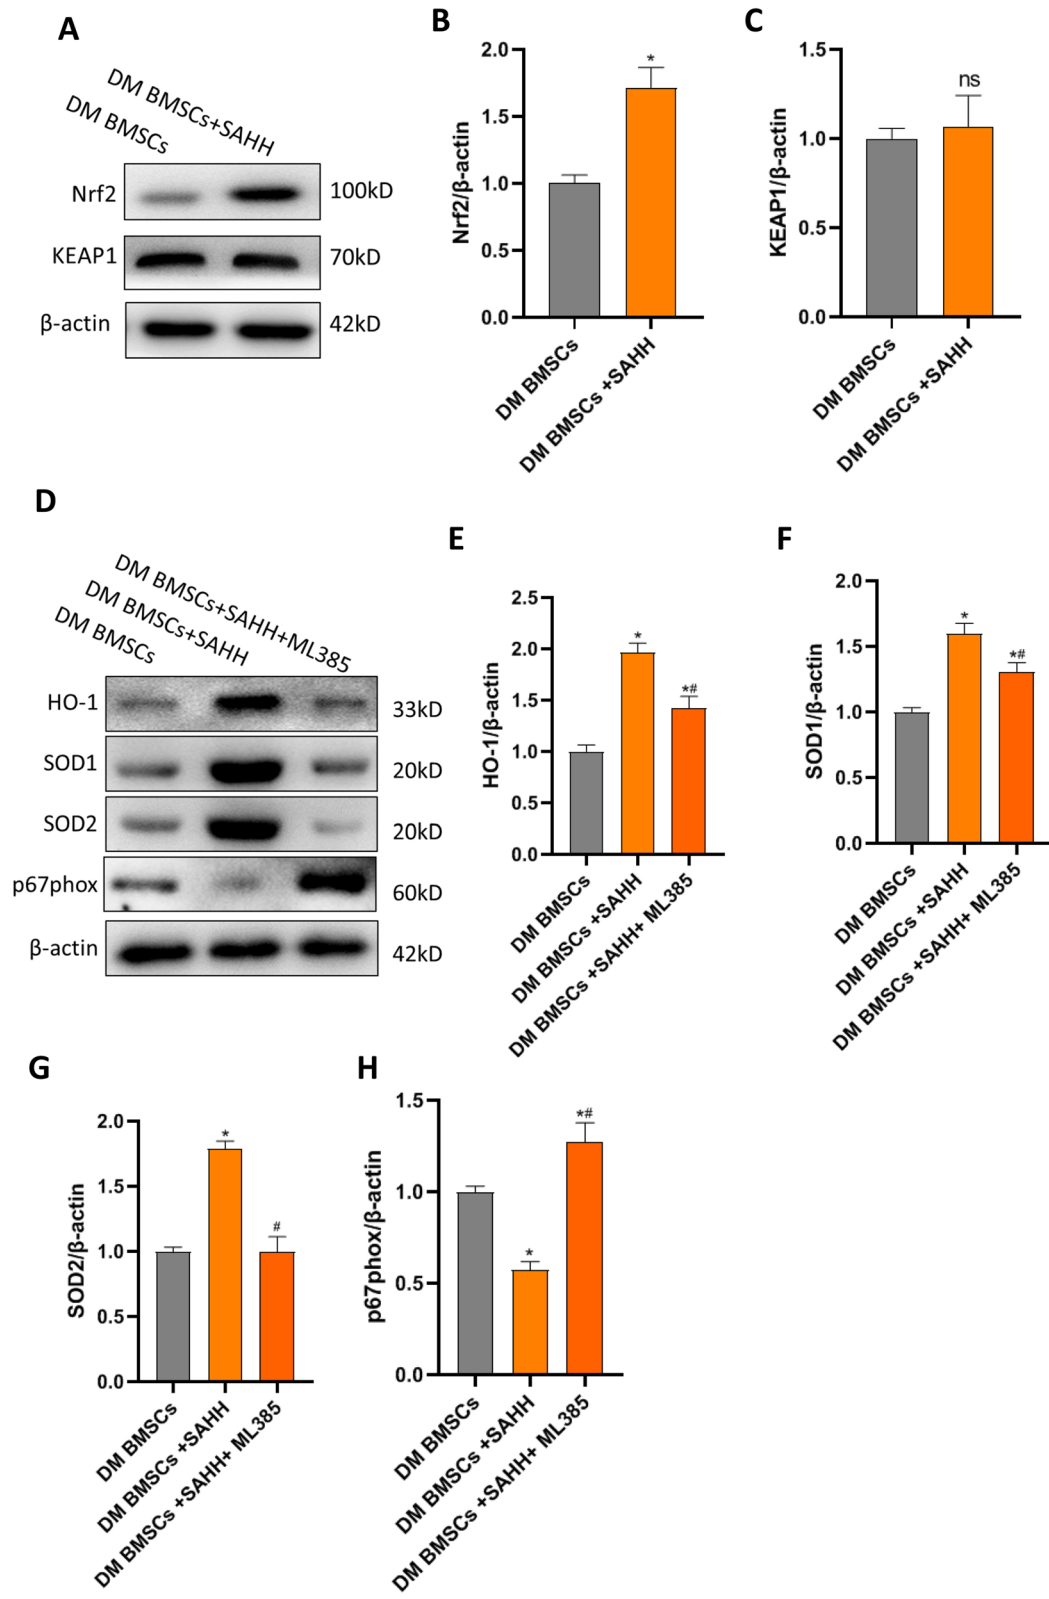 A
DM BMSCs+SAHH
DM BMSCs
Nrf2
100kD
KEAP1
70kD
β-actin
42kD
B
Nrf2/β-actin
2.0
1.5
1.0
0.5
0.0
*
DM BMSCs
DM BMSCs +SAHH
C
KEAP1/β-actin
1.5
1.0
0.5
0.0
ns
DM BMSCs
DM BMSCs +SAHH
D
DM BMSCs+SAHH+ML385
DM BMSCs+SAHH
DM BMSCs
HO-1
33kD
SOD1
20kD
SOD2
20kD
p67phox
60kD
β-actin
42kD
E
HO-1/β-actin
2.5
2.0
1.5
1.0
0.5
0.0
*
*#
DM BMSCs
DM BMSCs +SAHH
DM BMSCs +SAHH+ ML385
F
SOD1/β-actin
2.0
1.5
1.0
0.5
0.0
*
*#
DM BMSCs
DM BMSCs +SAHH
DM BMSCs +SAHH+ ML385
G
SOD2/β-actin
2.0
1.5
1.0
0.5
0.0
*
#
DM BMSCs
DM BMSCs +SAHH
DM BMSCs +SAHH+ ML385
H
p67phox/β-actin
1.5
1.0
0.5
0.0
*
*#
DM BMSCs
DM BMSCs +SAHH
DM BMSCs +SAHH+ ML385